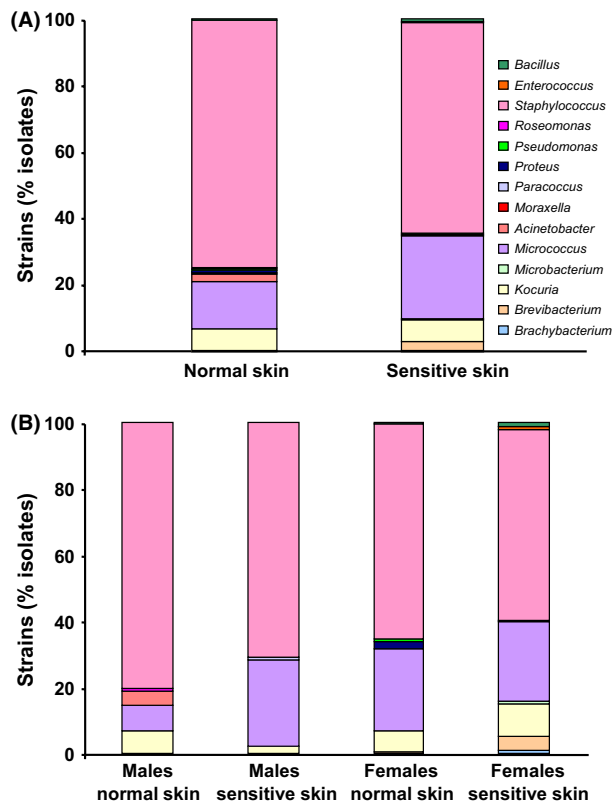 (A)
100
80
60
40
20
0
Strains (% isolates)
Normal skin
Sensitive skin
Bacillus
Enterococcus
Staphylococcus
Roseomonas
Pseudomonas
Proteus
Paracoccus
Moraxella
Acinetobacter
Micrococcus
Microbacterium
Kocuria
Brevibacterium
Brachybacterium
(B)
100
80
60
40
20
0
Strains (% isolates)
Males
normal skin
Males
sensitive skin
Females
normal skin
Females
sensitive skin